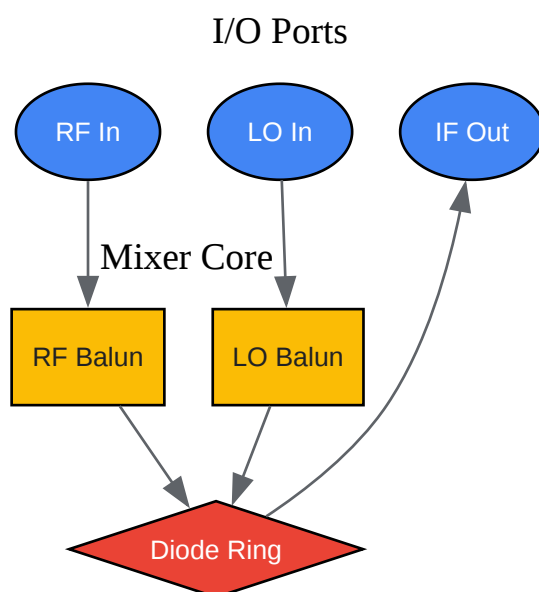 I/O Ports
RF In
LO In
IF Out
Mixer Core
RF Balun
LO Balun
Diode Ring